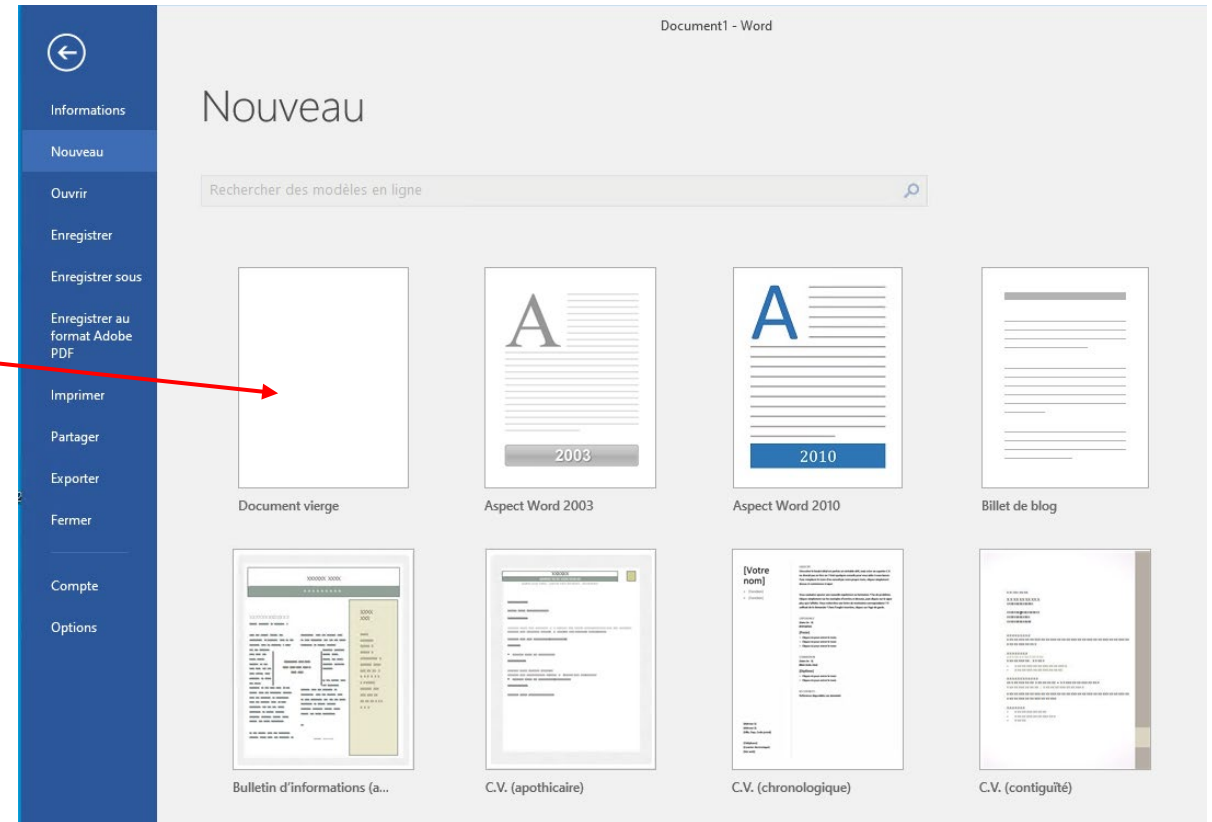 Document1 - Word
Informations
Nouveau
Ouvrir
Enregistrer
Enregistrer sous
Enregistrer au
format Adobe
PDF
Imprimer
Partager
Exporter
Fermer
Compte
Options
Nouveau
Rechercher des modèles en ligne
A
2003
A
2010
Document vierge
Aspect Word 2003
Aspect Word 2010
Billet de blog
[Votre
nom]
Bulletin d'informations (a...
C.V. (apothicaire)
C.V. (chronologique)
C.V. (contiguïté)